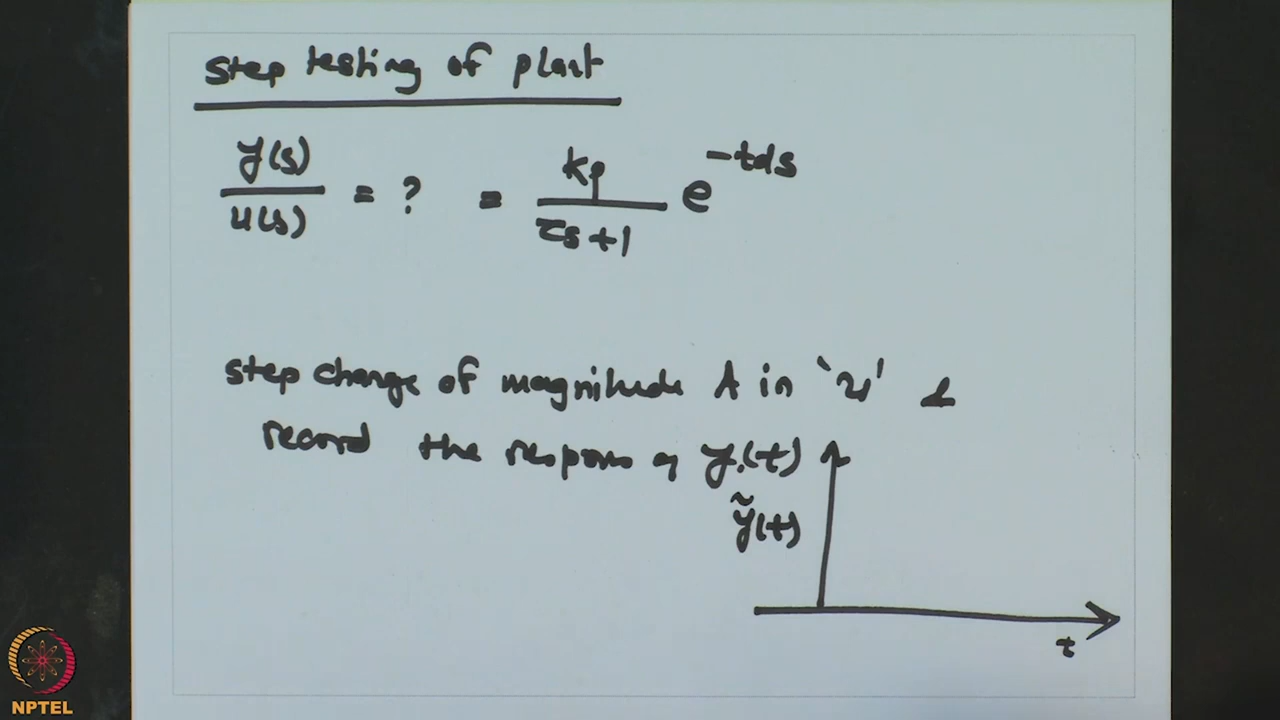 Step testing of plant
y(s)/u(s) = ? = kp/τs+1 e^-tds
step change of magnitude A in 'u' &
record the response of y(t)
ỹ(t)
t
NPTEL